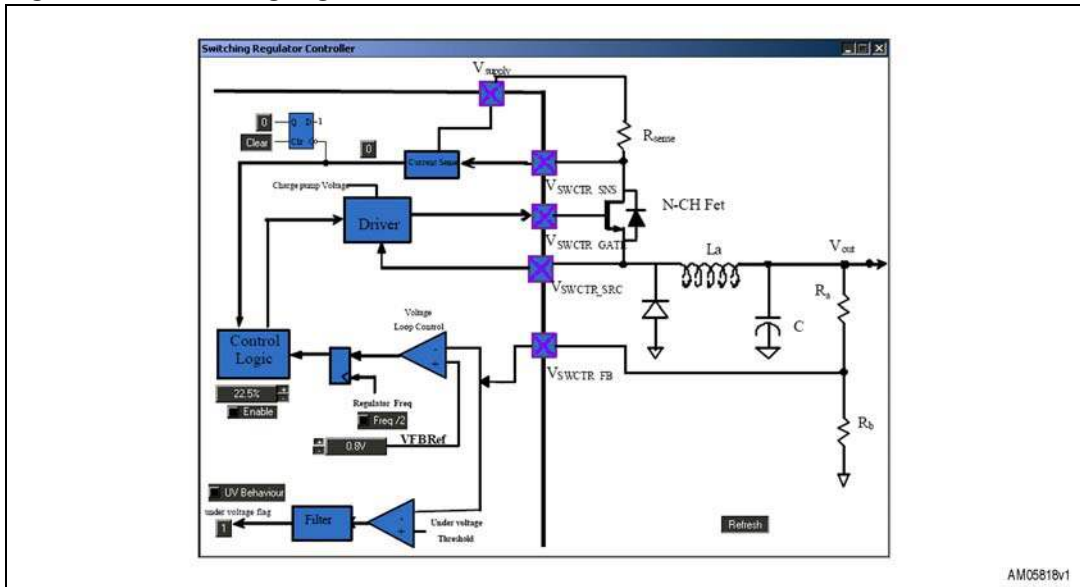 Switching Regulator Controller
Vsupply
Rsense
0
Q D 1
Clear
Clr
0
Current Sense
VSWCTR_SNS
Charge pump Voltage
N-CH Fet
Driver
VSWCTR_GATE
La
Vout
VSWCTR_SRC
Ra
C
Voltage
Loop Control
-
+
Control
Logic
VSWCTR_FB
22.5%
Enable
Regulator Freq
Freq /2
VFBRef
0.8V
Rb
UV Behaviour
under voltage flag
1
Filter
-
+
Under voltage
Threshold
Refresh
AM05818v1